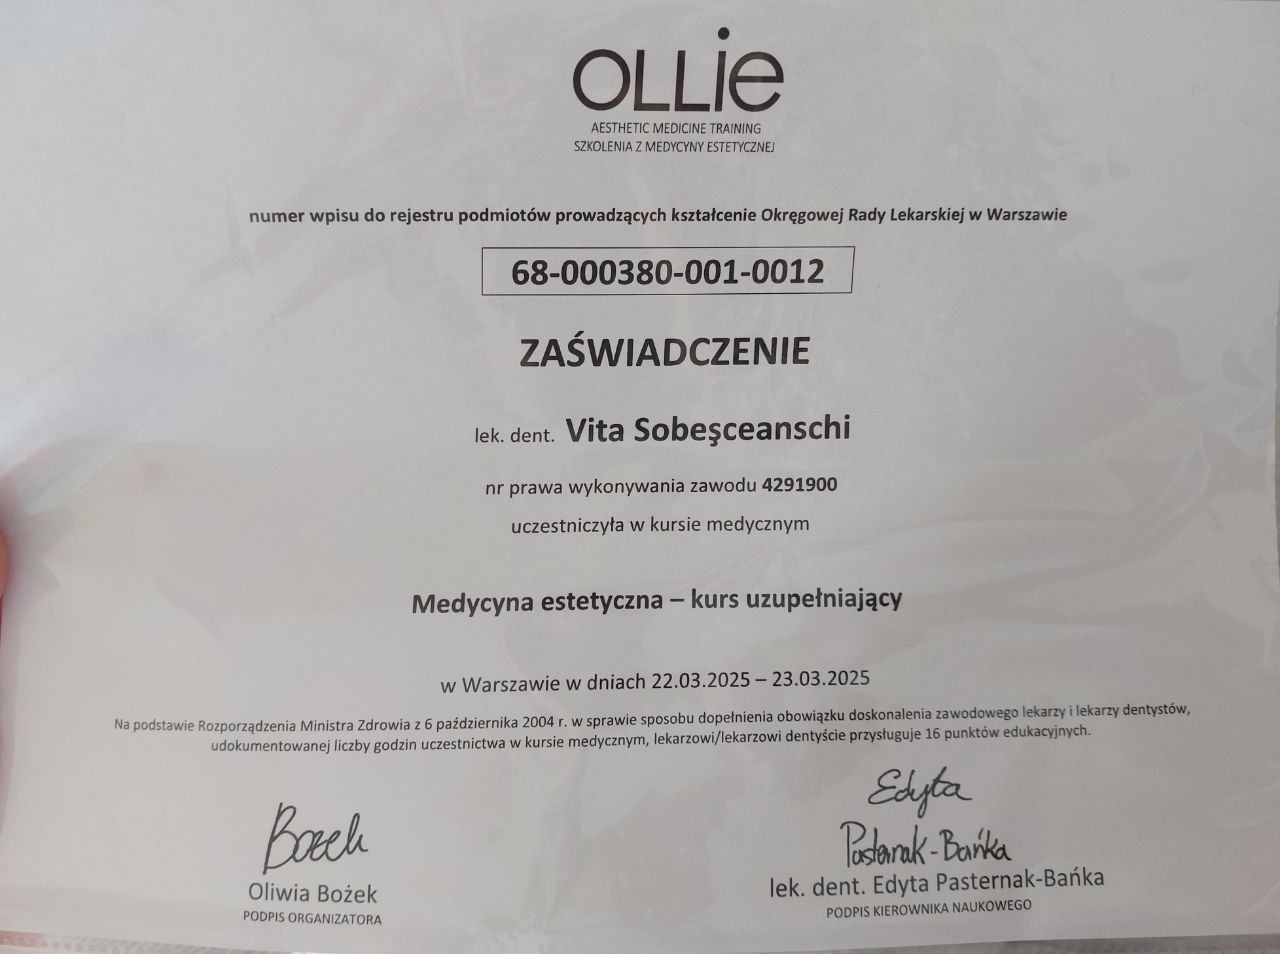 OLLie
AESTHETIC MEDICINE TRAINING
SZKOLENIA Z MEDYCYNY ESTETYCZNEJ
numer wpisu do rejestru podmiotów prowadzących kształcenie Okręgowej Rady Lekarskiej w Warszawie
68-000380-001-0012
ZAŚWIADCZENIE
lek. dent. Vita Sobeşceanschi
nr prawa wykonywania zawodu 4291900
uczestniczyła w kursie medycznym
Medycyna estetyczna – kurs uzupełniający
w Warszawie w dniach 22.03.2025 – 23.03.2025
Na podstawie Rozporządzenia Ministra Zdrowia z 6 października 2004 r. w sprawie sposobu dopełnienia obowiązku doskonalenia zawodowego lekarzy i lekarzy dentystów,
udokumentowanej liczby godzin uczestnictwa w kursie medycznym, lekarzowi/lekarzowi dentyście przysługuje 16 punktów edukacyjnych.
Bożek
Oliwia Bożek
PODPIS ORGANIZATORA
Edyta
Pasternak-Bańka
lek. dent. Edyta Pasternak-Bańka
PODPIS KIEROWNIKA NAUKOWEGO